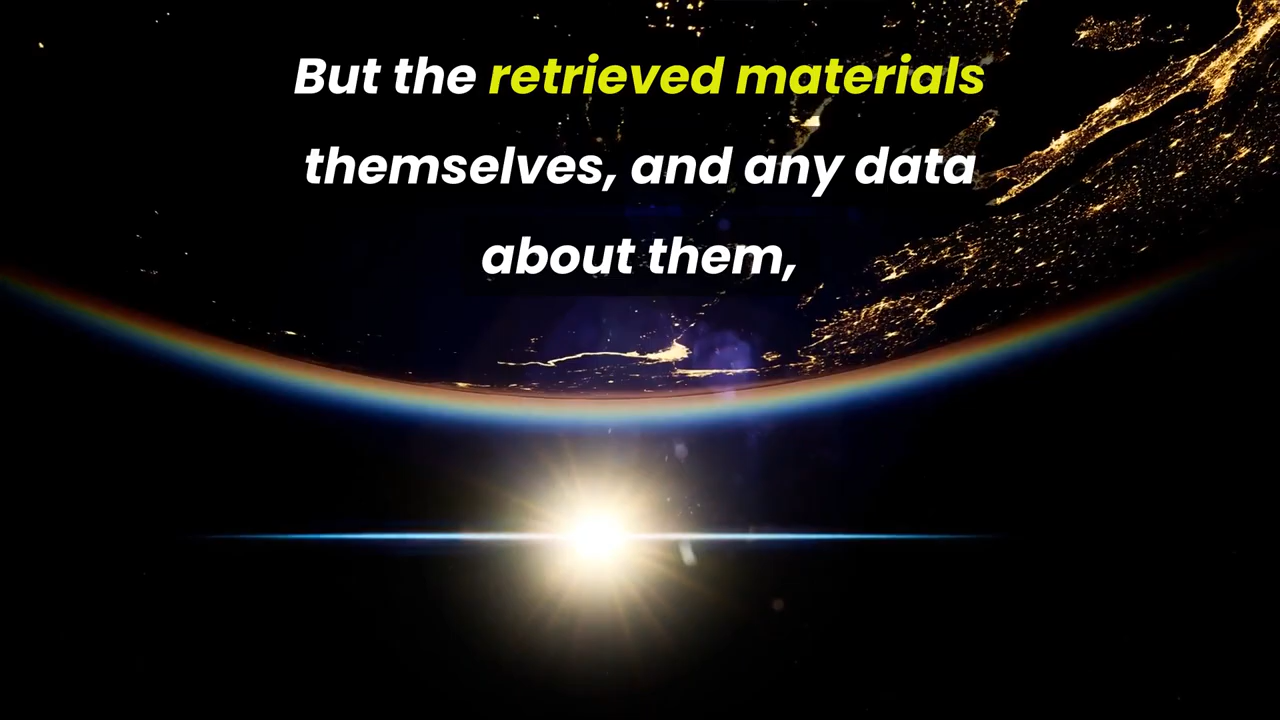 But the retrieved materials
themselves, and any data
about them,